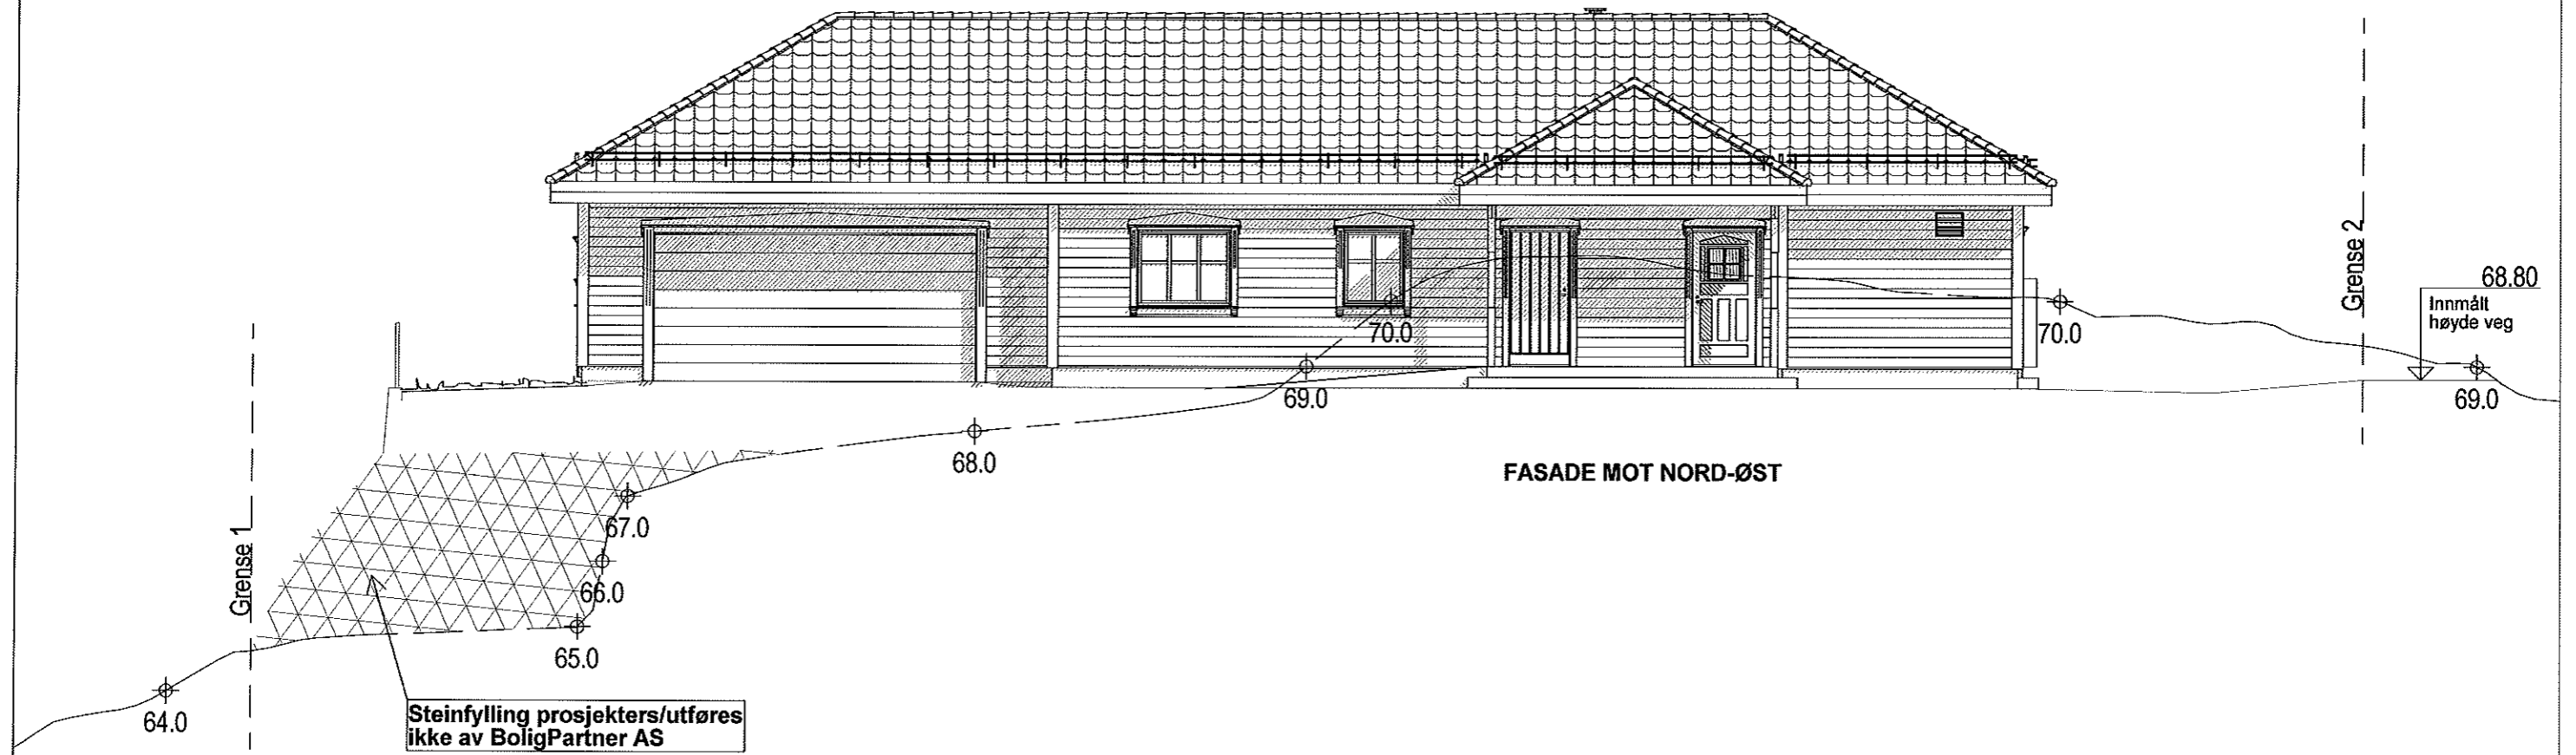 Grense 2
68.80
Innmålt
høyde veg
70.0
70.0
69.0
69.0
68.0
FASADE MOT NORD-ØST
67.0
Grense 1
66.0
65.0
64.0
Steinfylling prosjekters/utføres
ikke av BoligPartner AS